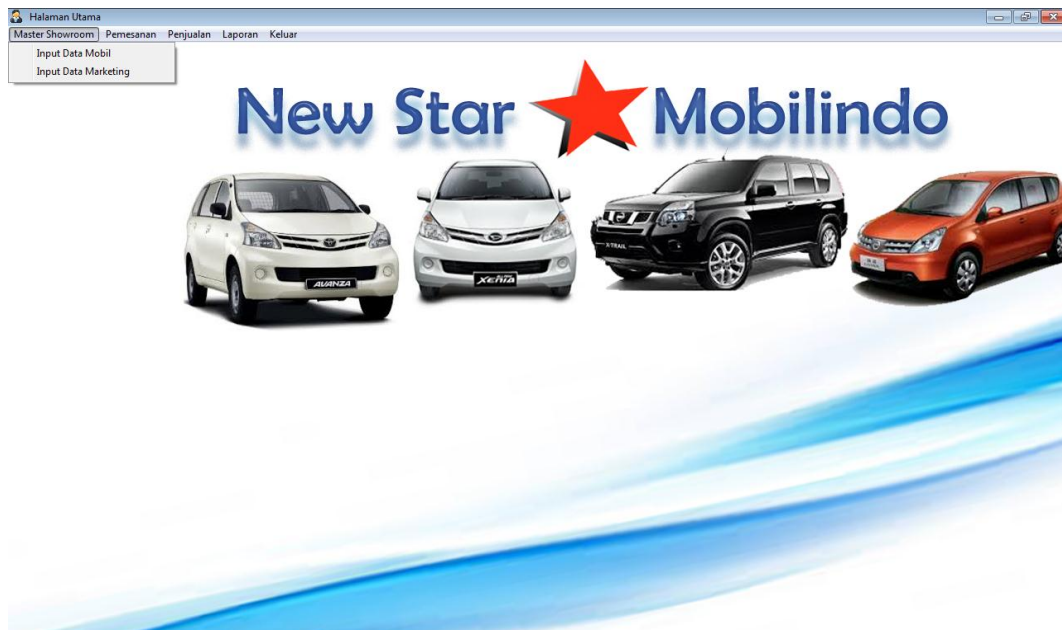 Halaman Utama
Master Showroom Pemesanan Penjualan Laporan Keluar
Input Data Mobil
Input Data Marketing
New Star Mobilindo
AVANZA
XENIA
X-TRAIL